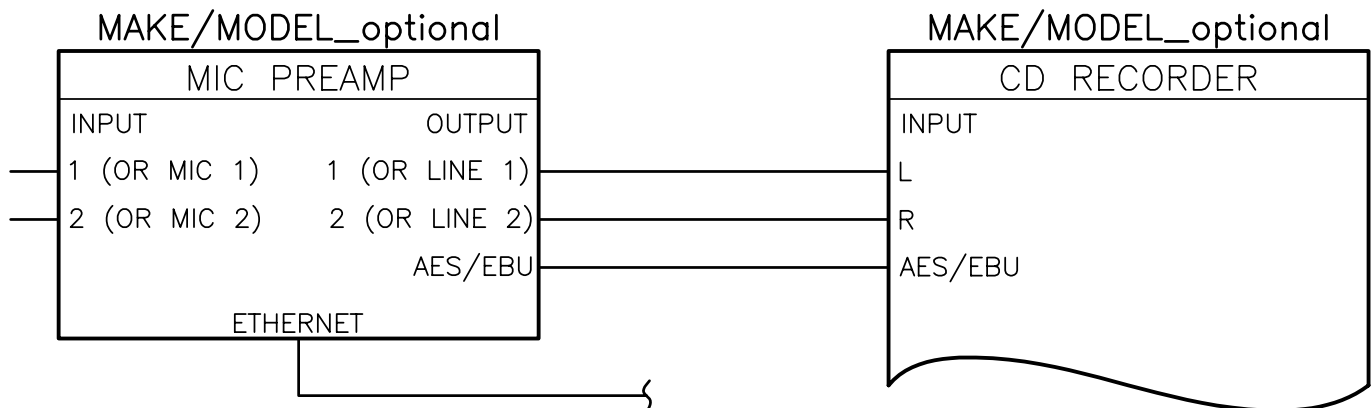 MAKE/MODEL_optional
MIC PREAMP
INPUT OUTPUT
1 (OR MIC 1) 1 (OR LINE 1)
2 (OR MIC 2) 2 (OR LINE 2)
AES/EBU
ETHERNET
MAKE/MODEL_optional
CD RECORDER
INPUT
L
R
AES/EBU